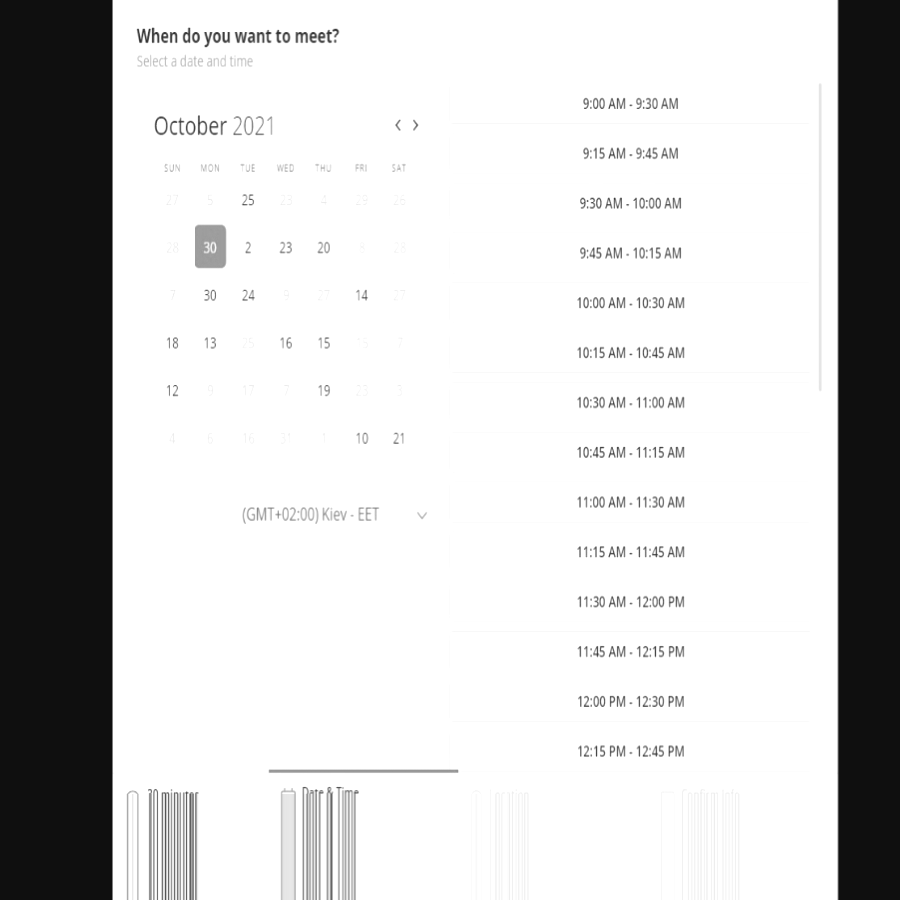 When do you want to meet?
Select a date and time
October 2021
SUN MON TUE WED THU FRI SAT
27 5 25 23 4 29 26
28 30 2 23 20 6
7 30 24 9 27 14 27
18 13 25 16 15
12 9 17 7 19 23
4 6 16 31 1 10 21
(GMT+02:00) Kiev - EET
9:00 AM - 9:30 AM
9:15 AM - 9:45 AM
9:30 AM - 10:00 AM
9:45 AM - 10:15 AM
10:00 AM - 10:30 AM
10:15 AM - 10:45 AM
10:30 AM - 11:00 AM
10:45 AM - 11:15 AM
11:00 AM - 11:30 AM
11:15 AM - 11:45 AM
11:30 AM - 12:00 PM
11:45 AM - 12:15 PM
12:00 PM - 12:30 PM
12:15 PM - 12:45 PM
30 minutes Date & Time Confirm Info